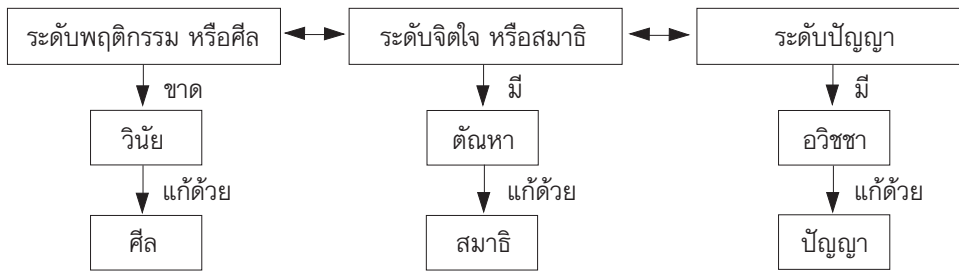 ระดับพฤติกรรม หรือศีล
ระดับจิตใจ หรือสมาธิ
ระดับปัญญา
ขาด
มี
มี
วินัย
ตัณหา
อวิชชา
แก้ด้วย
แก้ด้วย
แก้ด้วย
ศีล
สมาธิ
ปัญญา